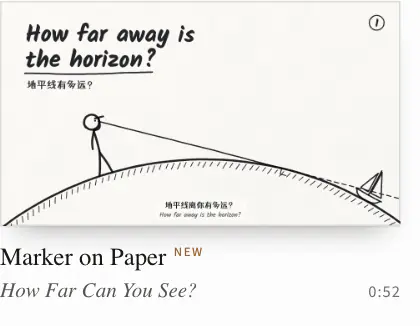 How far away is
the horizon?
1
地平线有多远?
地平线离你有多远?
How far away is the horizon?
Marker on Paper NEW
How Far Can You See?
0:52